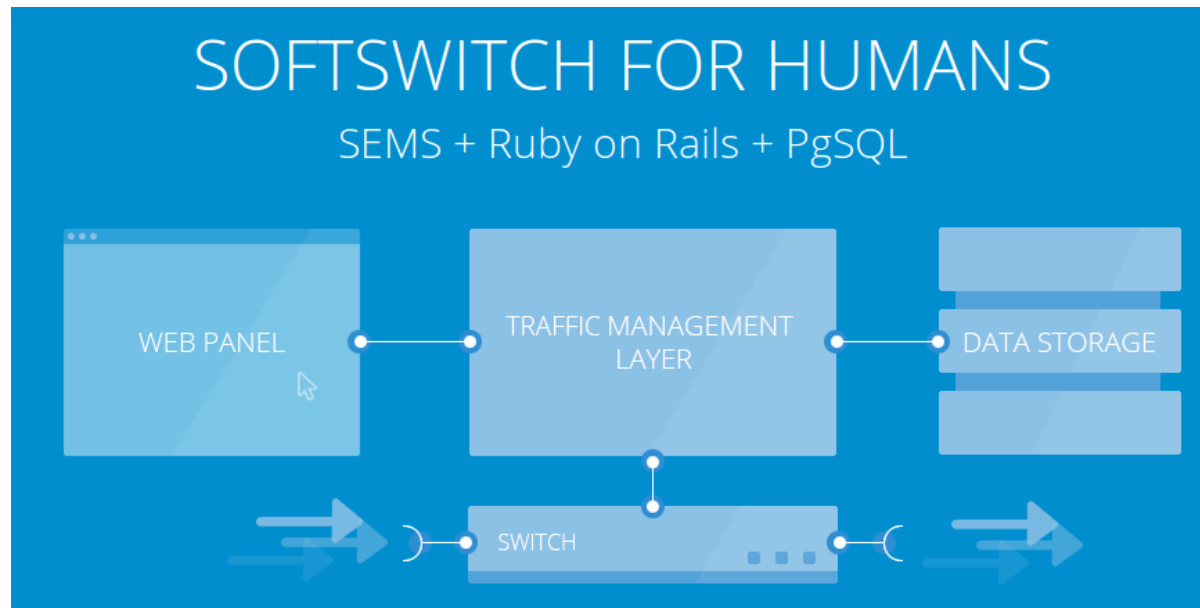 SOFTSWITCH FOR HUMANS
SEMS + Ruby on Rails + PgSQL
WEB PANEL
TRAFFIC MANAGEMENT
LAYER
DATA STORAGE
SWITCH